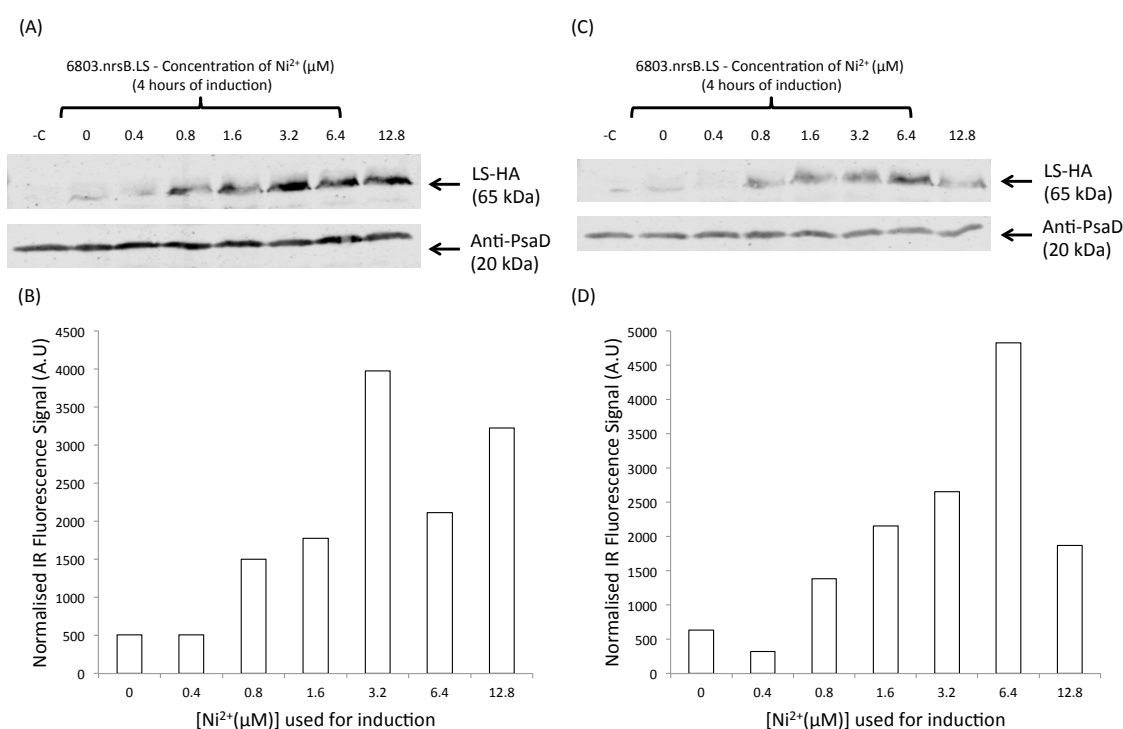 (A)
6803.nrsB.LS - Concentration of Ni²⁺ (µM)
(4 hours of induction)
-C 0 0.4 0.8 1.6 3.2 6.4 12.8
LS-HA
(65 kDa)
Anti-PsaD
(20 kDa)
(B)
Normalised IR Fluorescence Signal (A.U)
4500
4000
3500
3000
2500
2000
1500
1000
500
0
0 0.4 0.8 1.6 3.2 6.4 12.8
[Ni²⁺(µM)] used for induction
(C)
6803.nrsB.LS - Concentration of Ni²⁺ (µM)
(4 hours of induction)
-C 0 0.4 0.8 1.6 3.2 6.4 12.8
LS-HA
(65 kDa)
Anti-PsaD
(20 kDa)
(D)
Normalised IR Fluorescence Signal (A.U)
5000
4500
4000
3500
3000
2500
2000
1500
1000
500
0
0 0.4 0.8 1.6 3.2 6.4 12.8
[Ni²⁺(µM)] used for induction